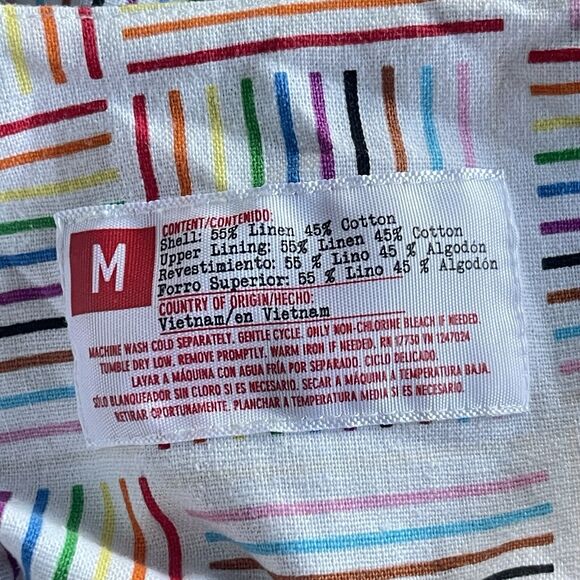 M
CONTENT/CONTENIDO:
Shell: 55% Linen 45% Cotton
Upper Lining: 55% Linen 45% Cotton
Revestimiento: 55 % Lino 45 % Algodón
Forro Superior: 55 % Lino 45 % Algodón
COUNTRY OF ORIGIN/HECHO:
Vietnam/en Vietnam
MACHINE WASH COLD SEPARATELY, GENTLE CYCLE. ONLY NON-CHLORINE BLEACH IF NEEDED.
TUMBLE DRY LOW, REMOVE PROMPTLY. WARM IRON IF NEEDED. RN 17730 VN 1247024
LAVAR A MÁQUINA CON AGUA FRÍA POR SEPARADO. CICLO DELICADO.
SÓLO BLANQUEADOR SIN CLORO SI ES NECESARIO. SECAR A MÁQUINA A TEMPERATURA BAJA.
RETIRAR OPORTUNAMENTE. PLANCHAR A TEMPERATURA MEDIA SI ES NECESARIO.